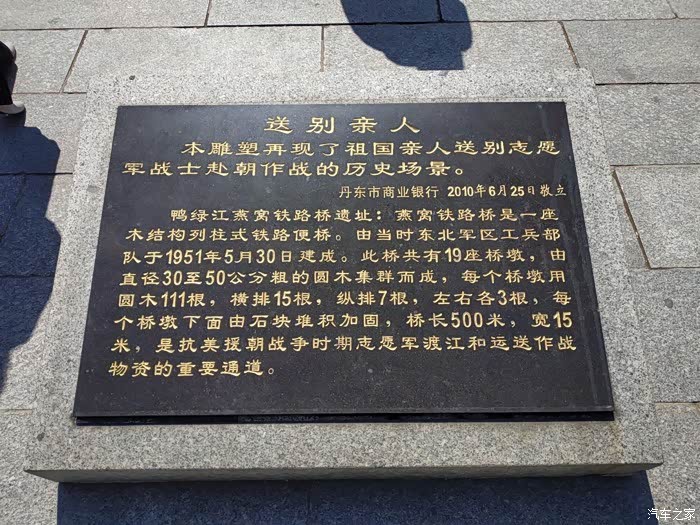 送别亲人
本雕塑再现了祖国亲人送别志愿
军战士赴朝作战的历史场景。
丹东市商业银行 2010年6月25日敬立
鸭绿江燕窝铁路桥遗址：燕窝铁路桥是一座
木结构列柱式铁路便桥。由当时东北军区工兵部
队于1951年5月30日建成。此桥共有19座桥墩，由
直径30至50公分粗的圆木集群而成，每个桥墩用
圆木111根，横排15根，纵排7根，左右各3根，每
个桥墩下面由石块堆积加固，桥长500米，宽15
米，是抗美援朝战争时期志愿军渡江和运送作战
物资的重要通道。
汽车之家